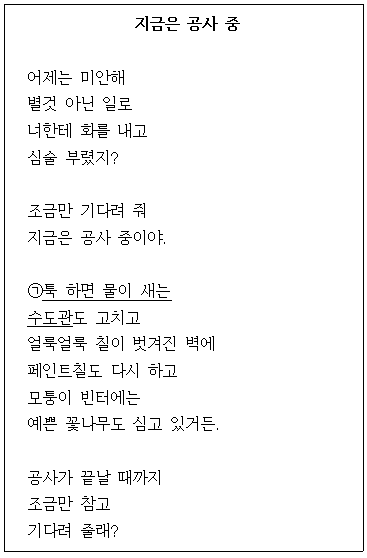 지금은 공사 중
어제는 미안해
별것 아닌 일로
너한테 화를 내고
심술 부렸지?
조금만 기다려 줘
지금은 공사 중이야.
㉠툭 하면 물이 새는
수도관도 고치고
얼룩얼룩 칠이 벗겨진 벽에
페인트칠도 다시 하고
모퉁이 빈터에는
예쁜 꽃나무도 심고 있거든.
공사가 끝날 때까지
조금만 참고
기다려 줄래?